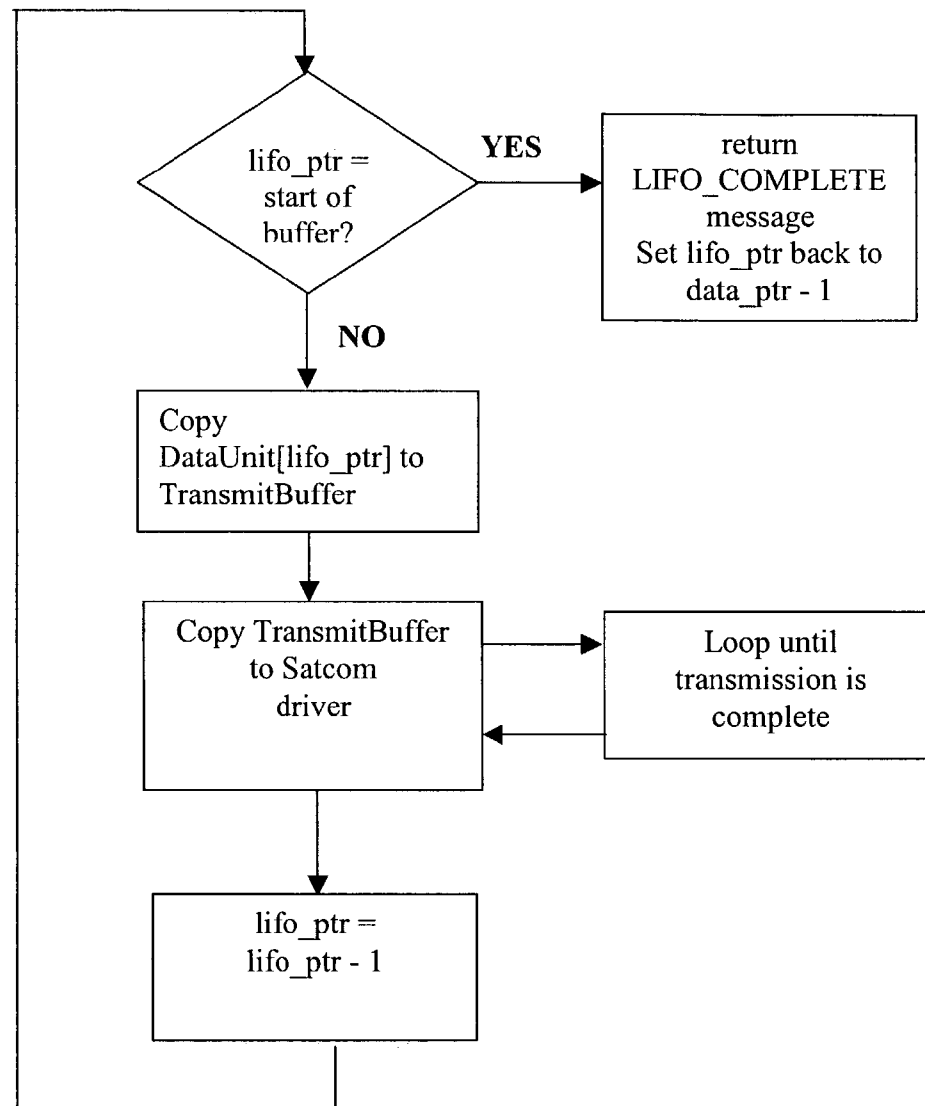 lifo_ptr =
start of
buffer?
YES
return
LIFO_COMPLETE
message
Set lifo_ptr back to
data_ptr - 1
NO
Copy
DataUnit[lifo_ptr] to
TransmitBuffer
Copy TransmitBuffer
to Satcom
driver
Loop until
transmission is
complete
lifo_ptr =
lifo_ptr - 1